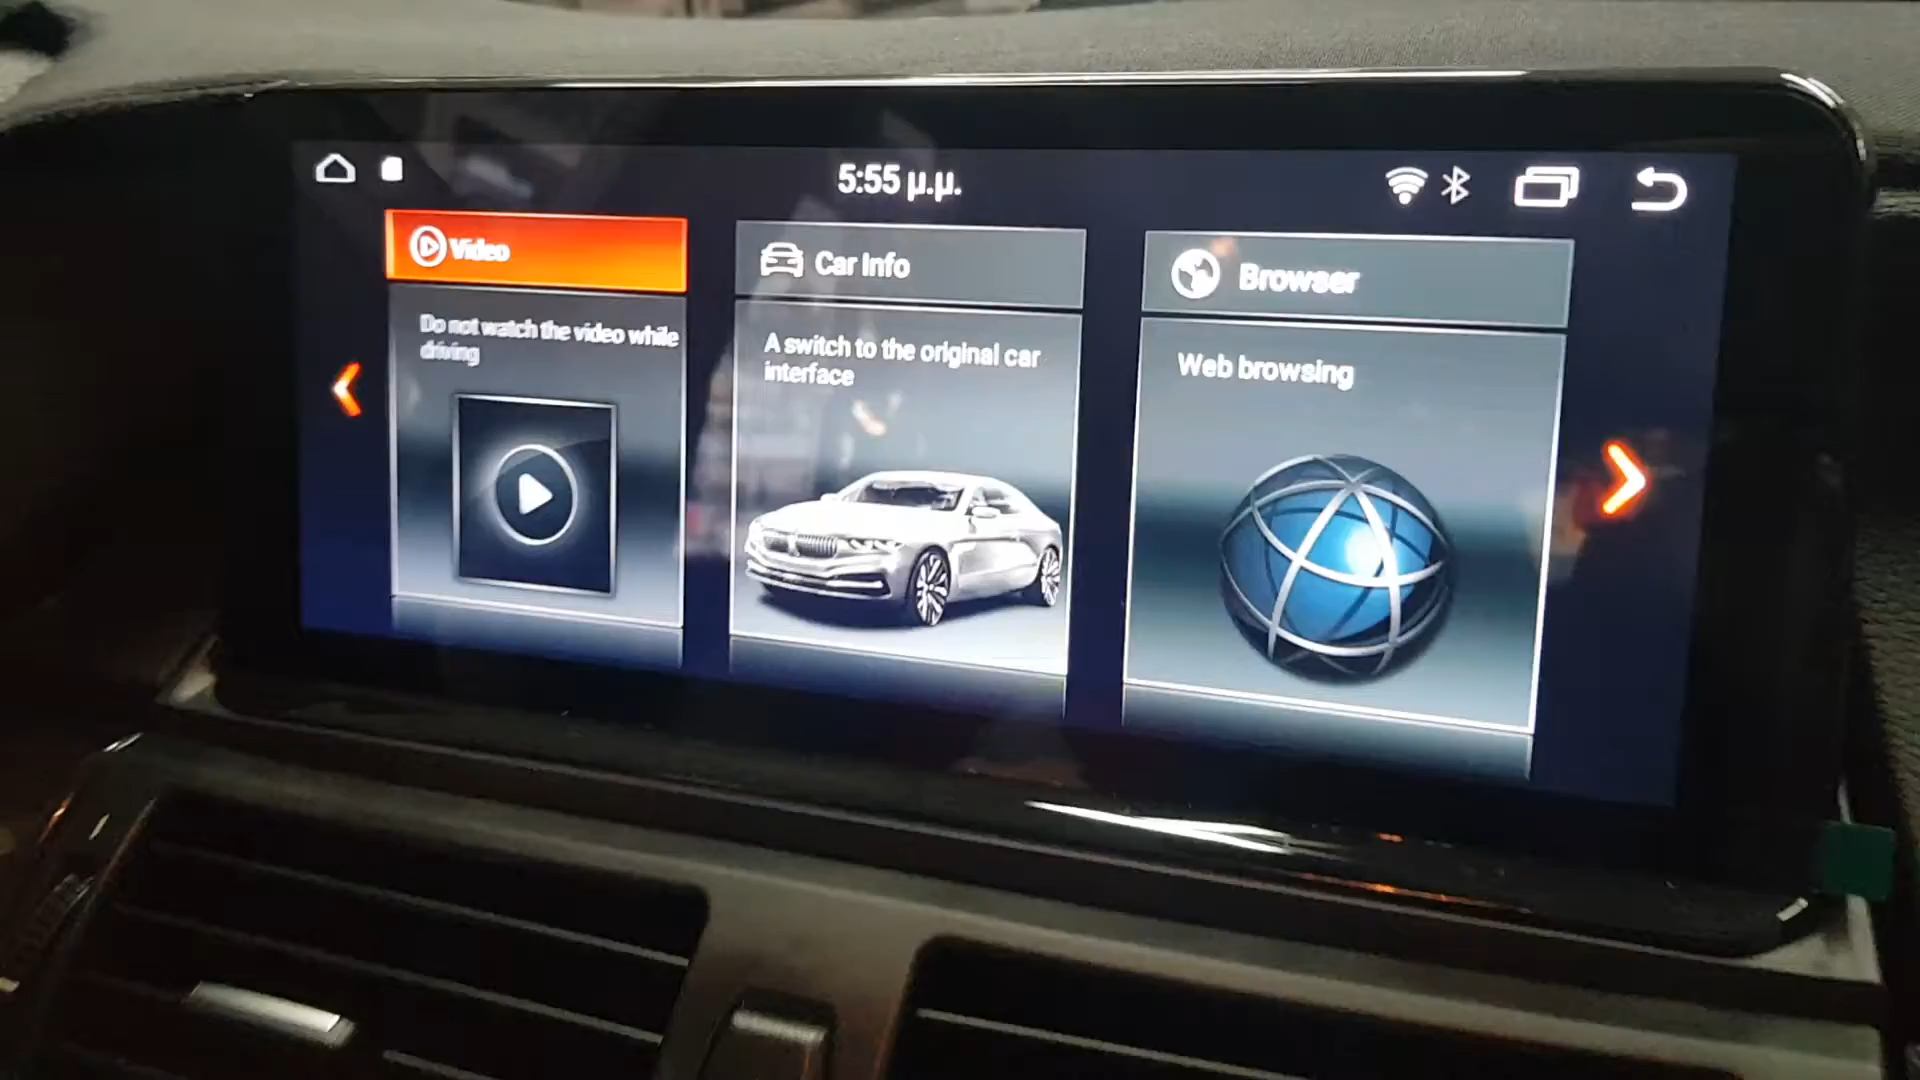 5:55 μ.μ.
Video
Do not watch the video while
driving
Car Info
A switch to the original car
interface
Browser
Web browsing